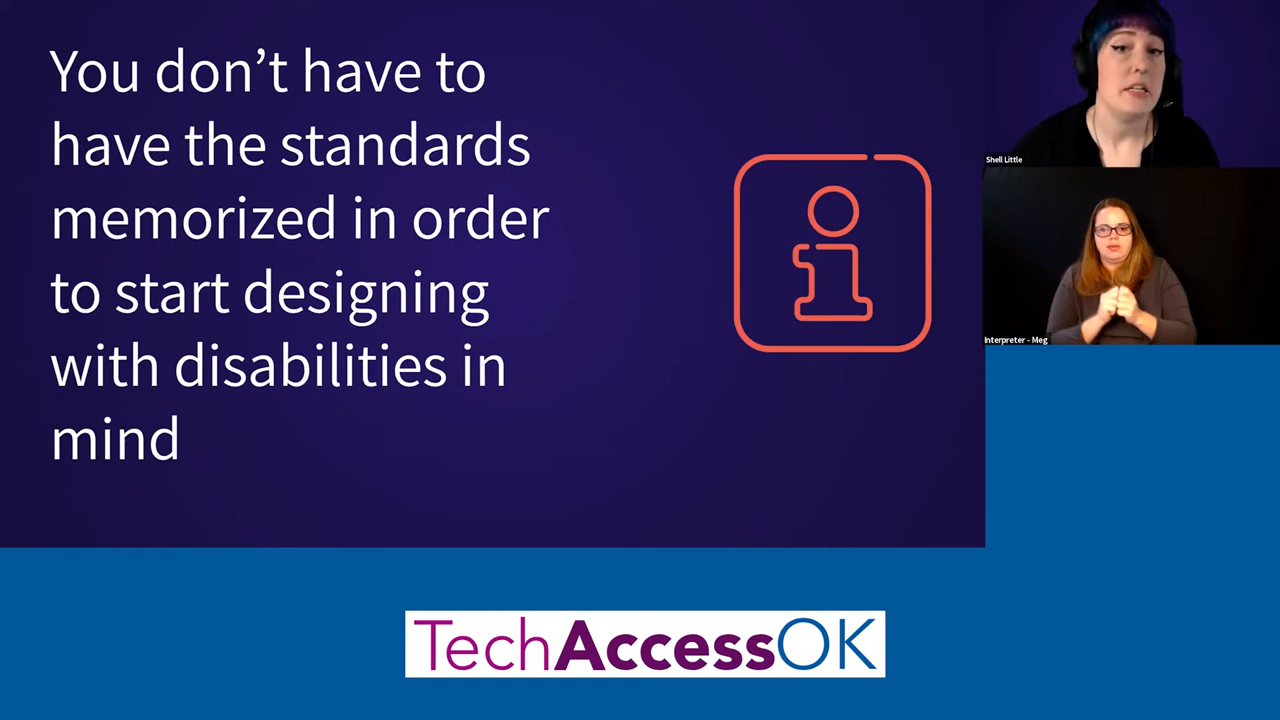 You don’t have to
have the standards
memorized in order
to start designing
with disabilities in
mind
Shell Little
Interpreter - Meg
TechAccessOK